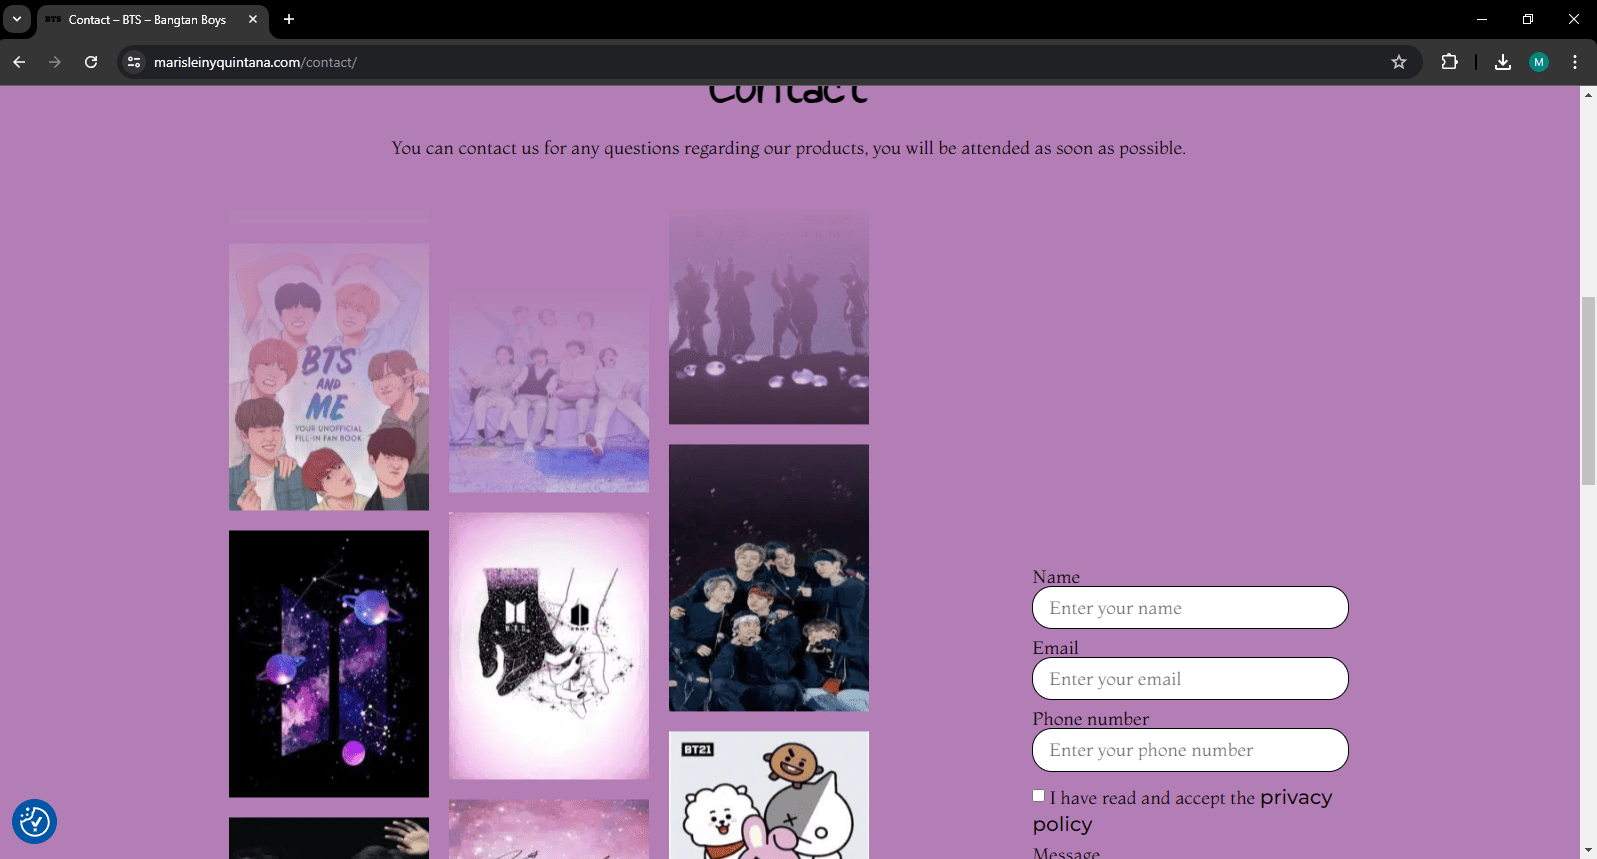 BTS Contact – BTS – Bangtan Boys
marisleinyquintana.com/contact/
M
Contact
You can contact us for any questions regarding our products, you will be attended as soon as possible.
BTS
AND
ME
YOUR UNOFFICIAL
FILL-IN FAN BOOK
BTS
ARMY
BT21
Name
Enter your name
Email
Enter your email
Phone number
Enter your phone number
I have read and accept the privacy
policy
Message